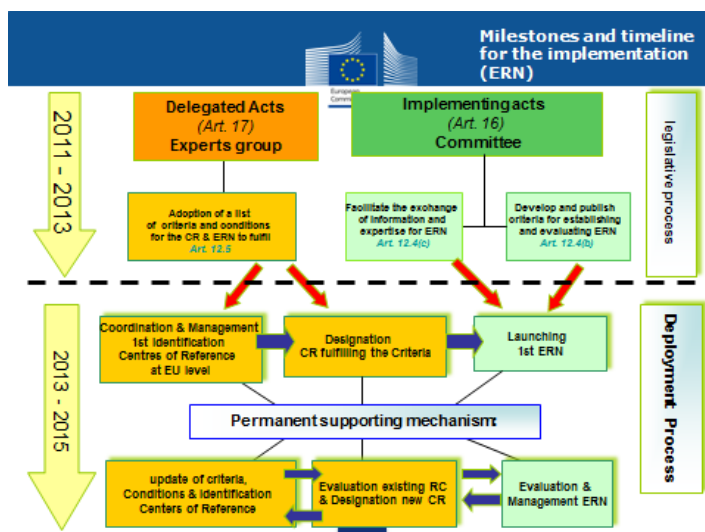 Milestones and timeline
for the implementation
(ERN)
European
2011 - 2013
Delegated Acts
(Art. 17)
Experts group
Implementing acts
(Art. 16)
Committee
legislative process
Adoption of a list
of criteria and conditions
for the CR & ERN to fulfil
Art. 12.5
Facilitate the exchange
of information and
expertise for ERN
Art. 12.4(c)
Develop and publish
criteria for establishing
and evaluating ERN
Art. 12.4(b)
2013 - 2015
Coordination & Management
1st Identification
Centres of Reference
at EU level
Designation
CR fulfilling the Criteria
Launching
1st ERN
Deployment Process
Permanent supporting mechanism:
update of criteria,
Conditions & Identification
Centers of Reference
Evaluation existing RC
& Designation new CR
Evaluation &
Management ERN